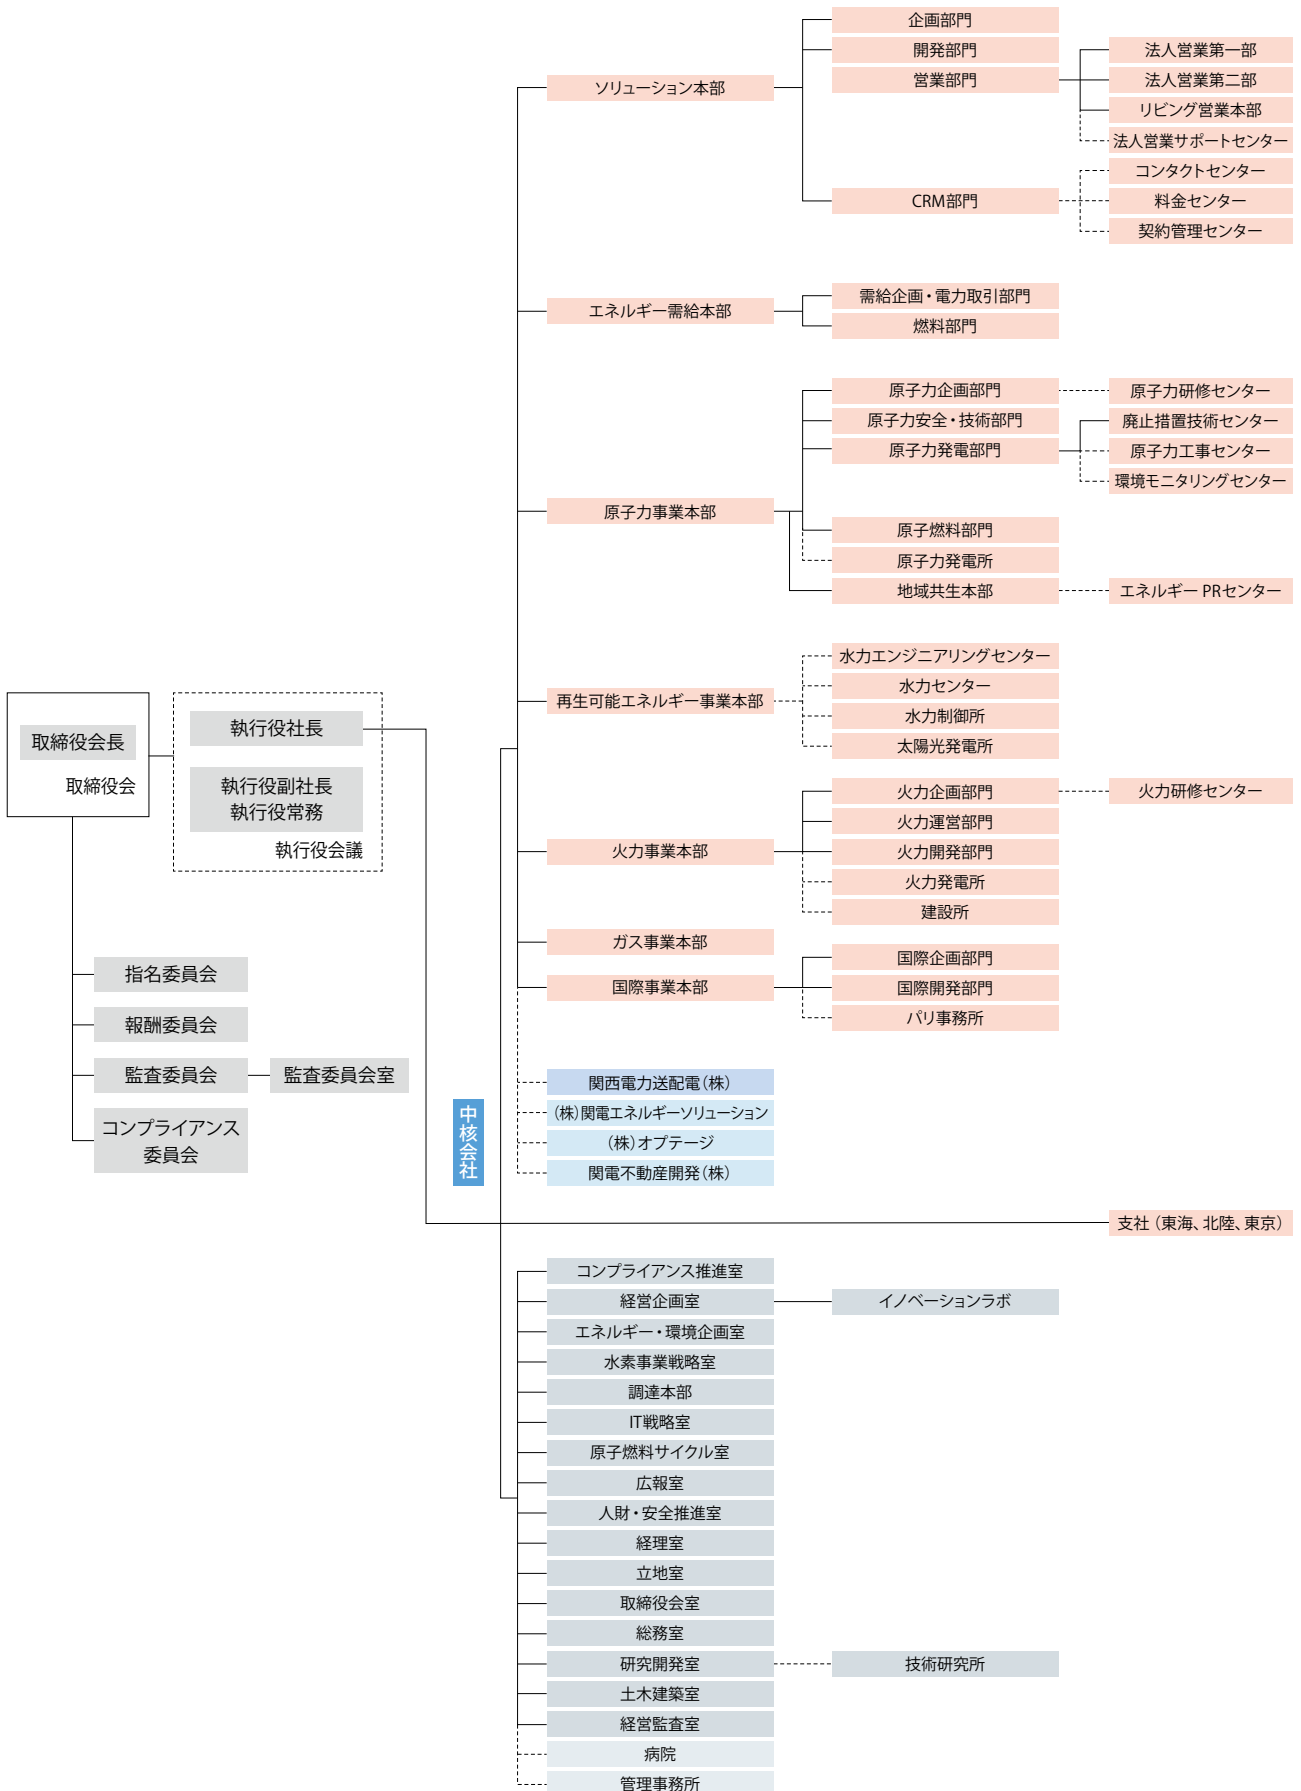 取締役会長
取締役会
執行役社長
執行役副社長
執行役常務
執行役会議
指名委員会
報酬委員会
監査委員会
監査委員会室
コンプライアンス
委員会
中核会社
ソリューション本部
企画部門
開発部門
営業部門
法人営業第一部
法人営業第二部
リビング営業本部
法人営業サポートセンター
CRM部門
コンタクトセンター
料金センター
契約管理センター
エネルギー需給本部
需給企画・電力取引部門
燃料部門
原子力事業本部
原子力企画部門
原子力研修センター
原子力安全・技術部門
原子力発電部門
廃止措置技術センター
原子力工事センター
環境モニタリングセンター
原子燃料部門
原子力発電所
地域共生本部
エネルギー PRセンター
再生可能エネルギー事業本部
水力エンジニアリングセンター
水力センター
水力制御所
太陽光発電所
火力事業本部
火力企画部門
火力研修センター
火力運営部門
火力開発部門
火力発電所
建設所
ガス事業本部
国際事業本部
国際企画部門
国際開発部門
パリ事務所
関西電力送配電(株)
(株)関電エネルギーソリューション
(株)オプテージ
関電不動産開発(株)
支社(東海、北陸、東京)
コンプライアンス推進室
経営企画室
イノベーションラボ
エネルギー・環境企画室
水素事業戦略室
調達本部
IT戦略室
原子燃料サイクル室
広報室
人財・安全推進室
経理室
立地室
取締役会室
総務室
研究開発室
技術研究所
土木建築室
経営監査室
病院
管理事務所